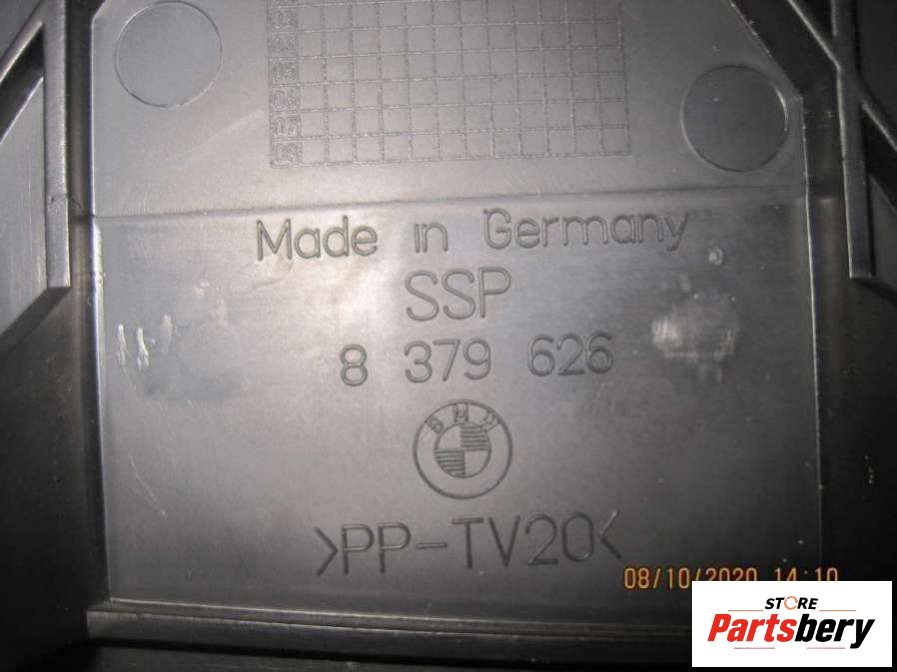 Made in Germany
SSP
8 379 626
BMW
>PP-TV20<
08/10/2020 14:10
STORE
Partsbery